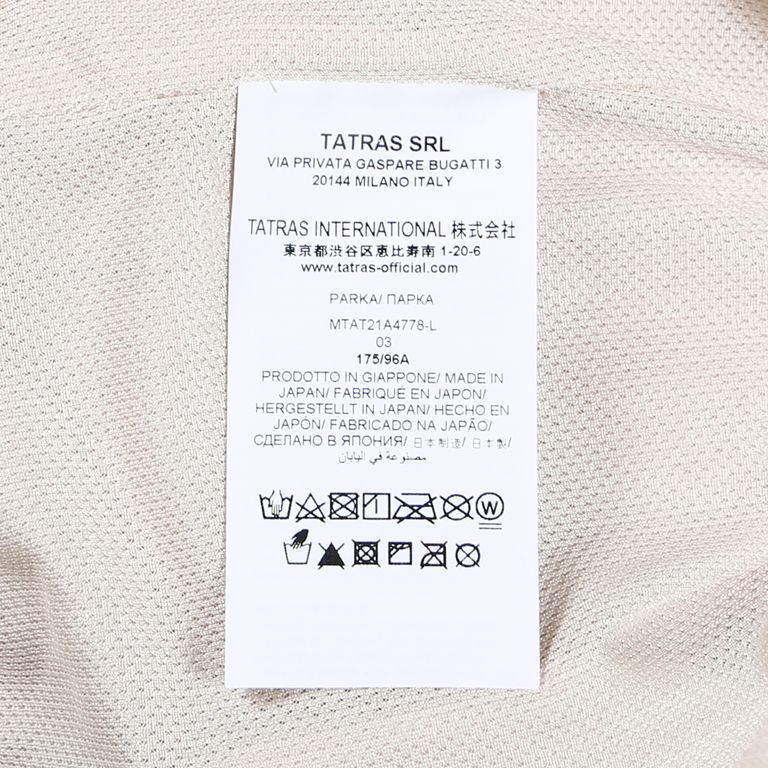 TATRAS SRL
VIA PRIVATA GASPARE BUGATTI 3
20144 MILANO ITALY
TATRAS INTERNATIONAL 株式会社
東京都渋谷区恵比寿南 1-20-6
www.tatras-official.com
PARKA/ ПАРКА
MTAT21A4778-L
03
175/96A
PRODOTTO IN GIAPPONE/ MADE IN
JAPAN/ FABRIQUÉ EN JAPON/
HERGESTELLT IN JAPAN/ HECHO EN
JAPÓN/ FABRICADO NA JAPÃO/
СДЕЛАНО В ЯПОНИЯ/ 日本制造/ 日本製/
مصنوعة في اليابان
W